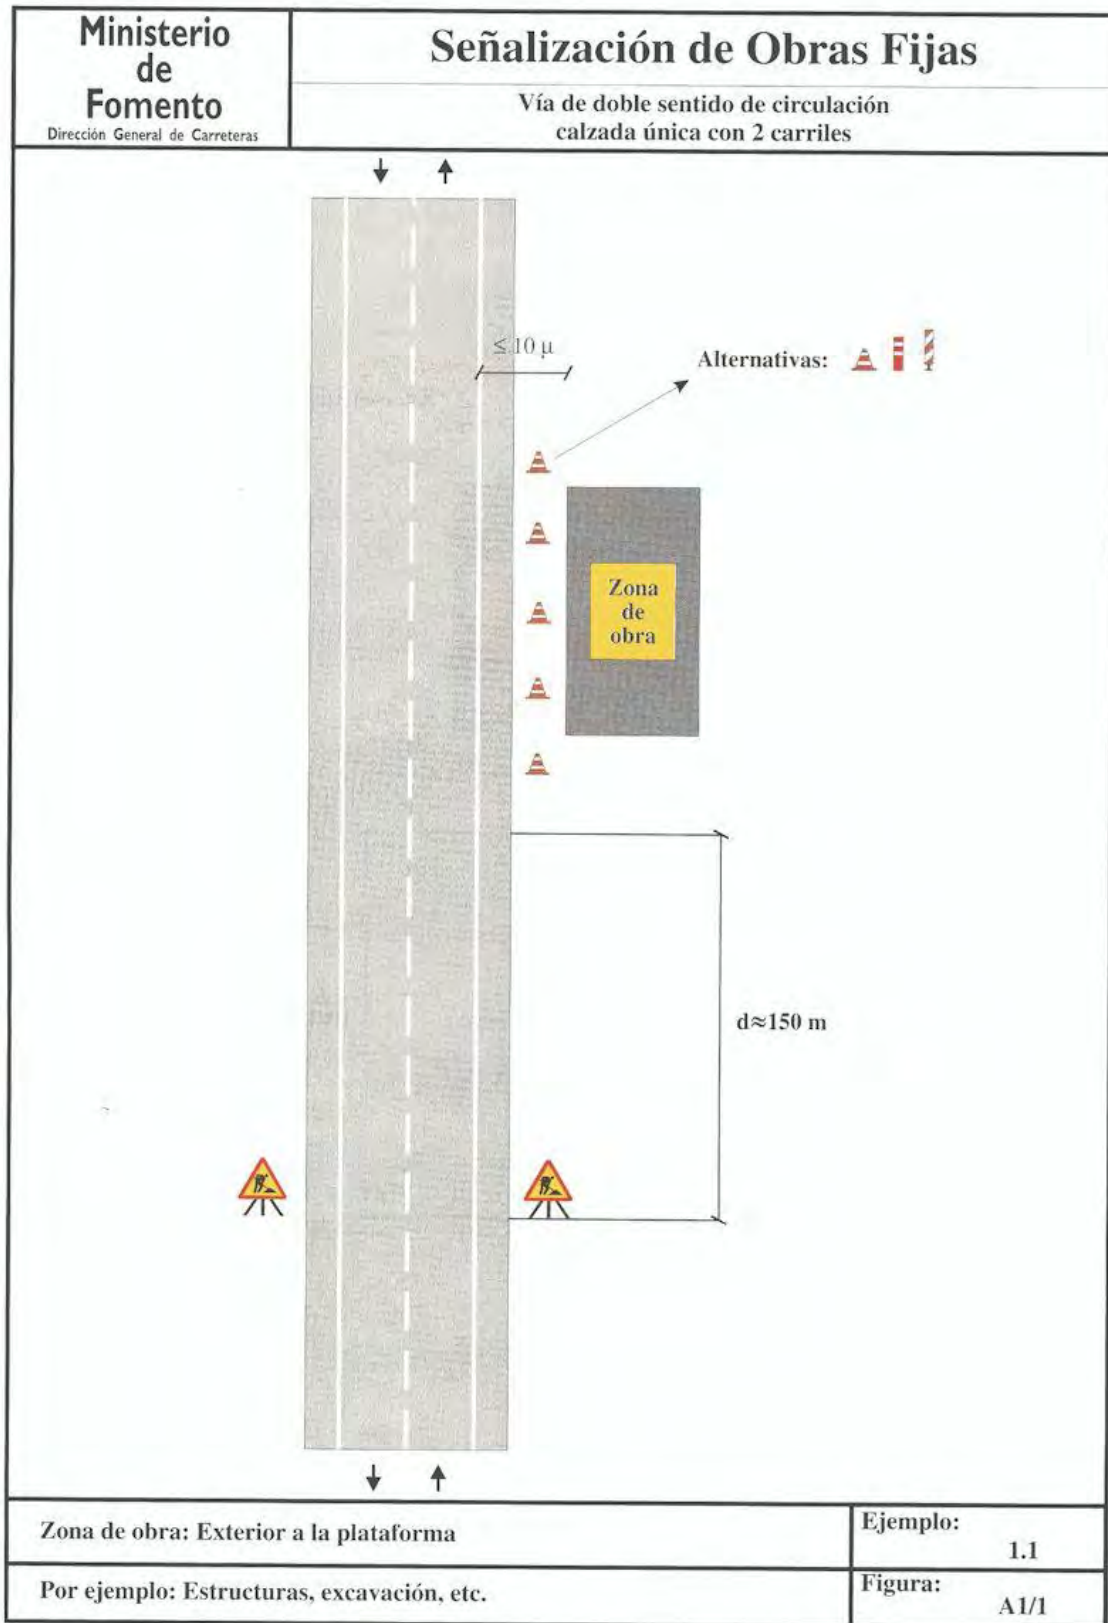 Ministerio
de
Fomento
Dirección General de Carreteras
Señalización de Obras Fijas
Vía de doble sentido de circulación
calzada única con 2 carriles
≤ 10 μ
Alternativas:
Zona
de
obra
d≈150 m
Zona de obra: Exterior a la plataforma
Ejemplo:
1.1
Por ejemplo: Estructuras, excavación, etc.
Figura:
A1/1